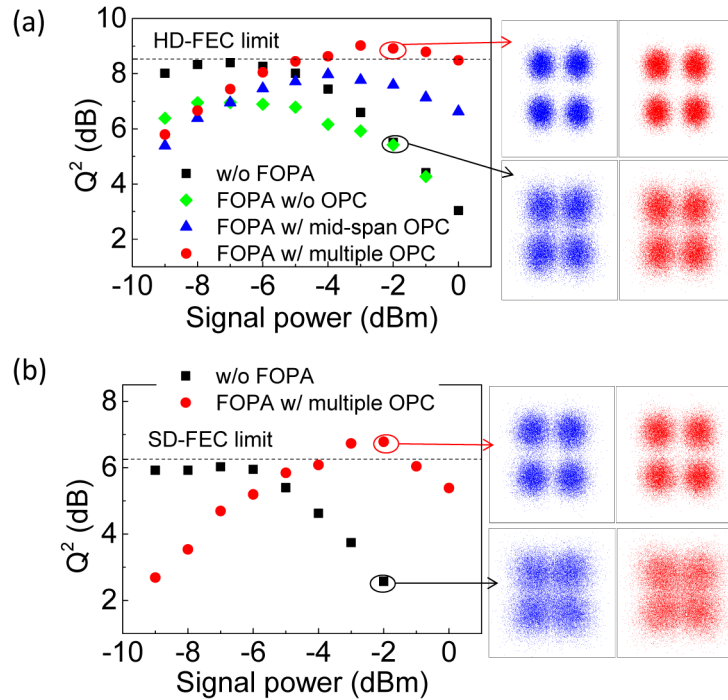 (a)
HD-FEC limit
10
8
6
4
2
Q² (dB)
w/o FOPA
FOPA w/o OPC
FOPA w/ mid-span OPC
FOPA w/ multiple OPC
-10 -8 -6 -4 -2 0
Signal power (dBm)
(b)
w/o FOPA
FOPA w/ multiple OPC
SD-FEC limit
8
6
4
2
Q² (dB)
-10 -8 -6 -4 -2 0
Signal power (dBm)